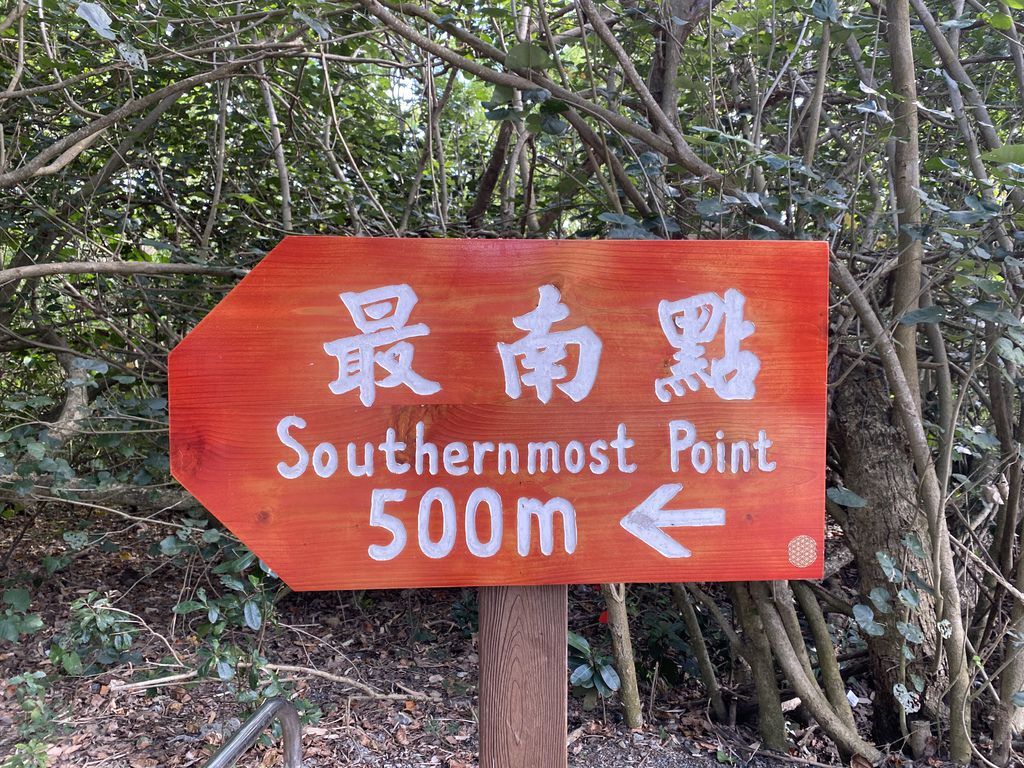 最南點
Southernmost Point
500m ←